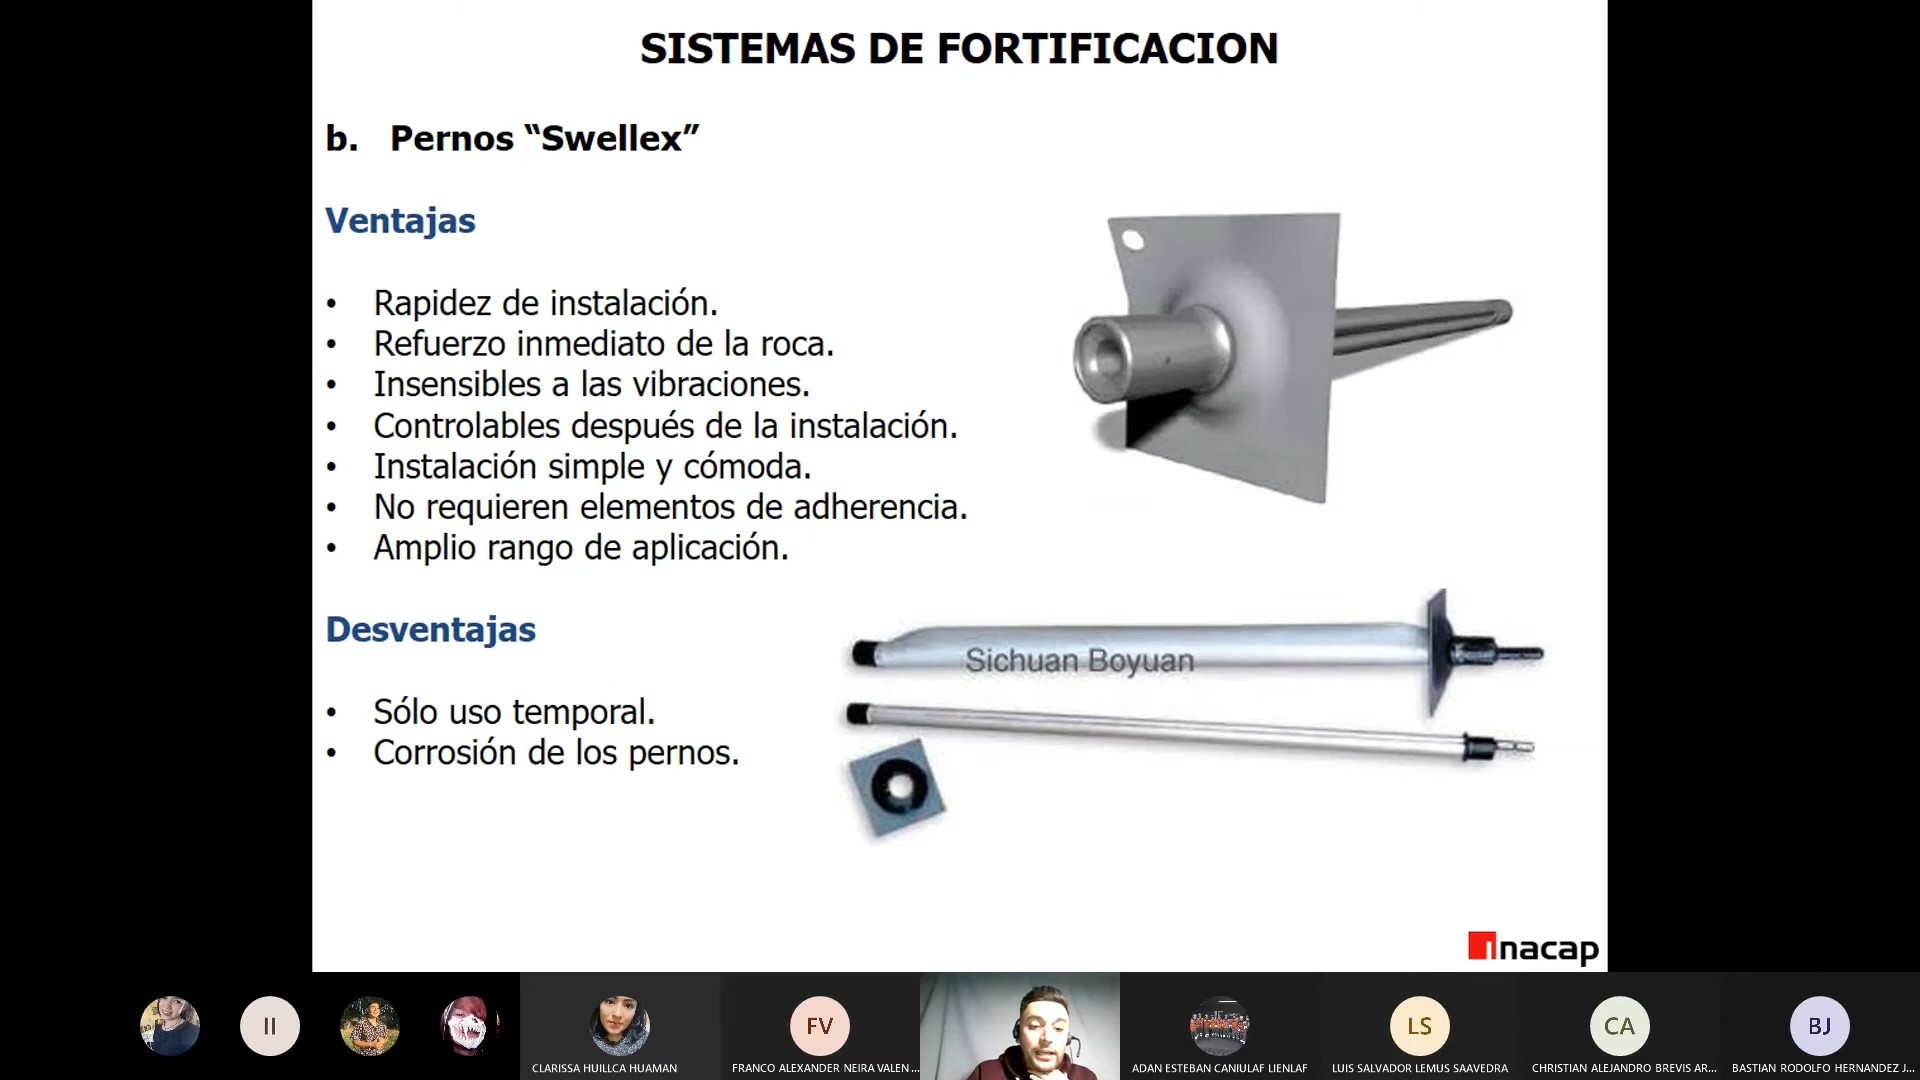 SISTEMAS DE FORTIFICACION
b. Pernos “Swellex”
Ventajas
• Rapidez de instalación.
• Refuerzo inmediato de la roca.
• Insensibles a las vibraciones.
• Controlables después de la instalación.
• Instalación simple y cómoda.
• No requieren elementos de adherencia.
• Amplio rango de aplicación.
Desventajas
• Sólo uso temporal.
• Corrosión de los pernos.
Sichuan Boyuan
inacap
II
FV
LS
CA
BJ
CLARISSA HUILLCA HUAMAN
FRANCO ALEXANDER NEIRA VALEN...
ADAN ESTEBAN CANIULAF LIENLAF
LUIS SALVADOR LEMUS SAAVEDRA
CHRISTIAN ALEJANDRO BREVIS AR...
BASTIAN RODOLFO HERNANDEZ J...